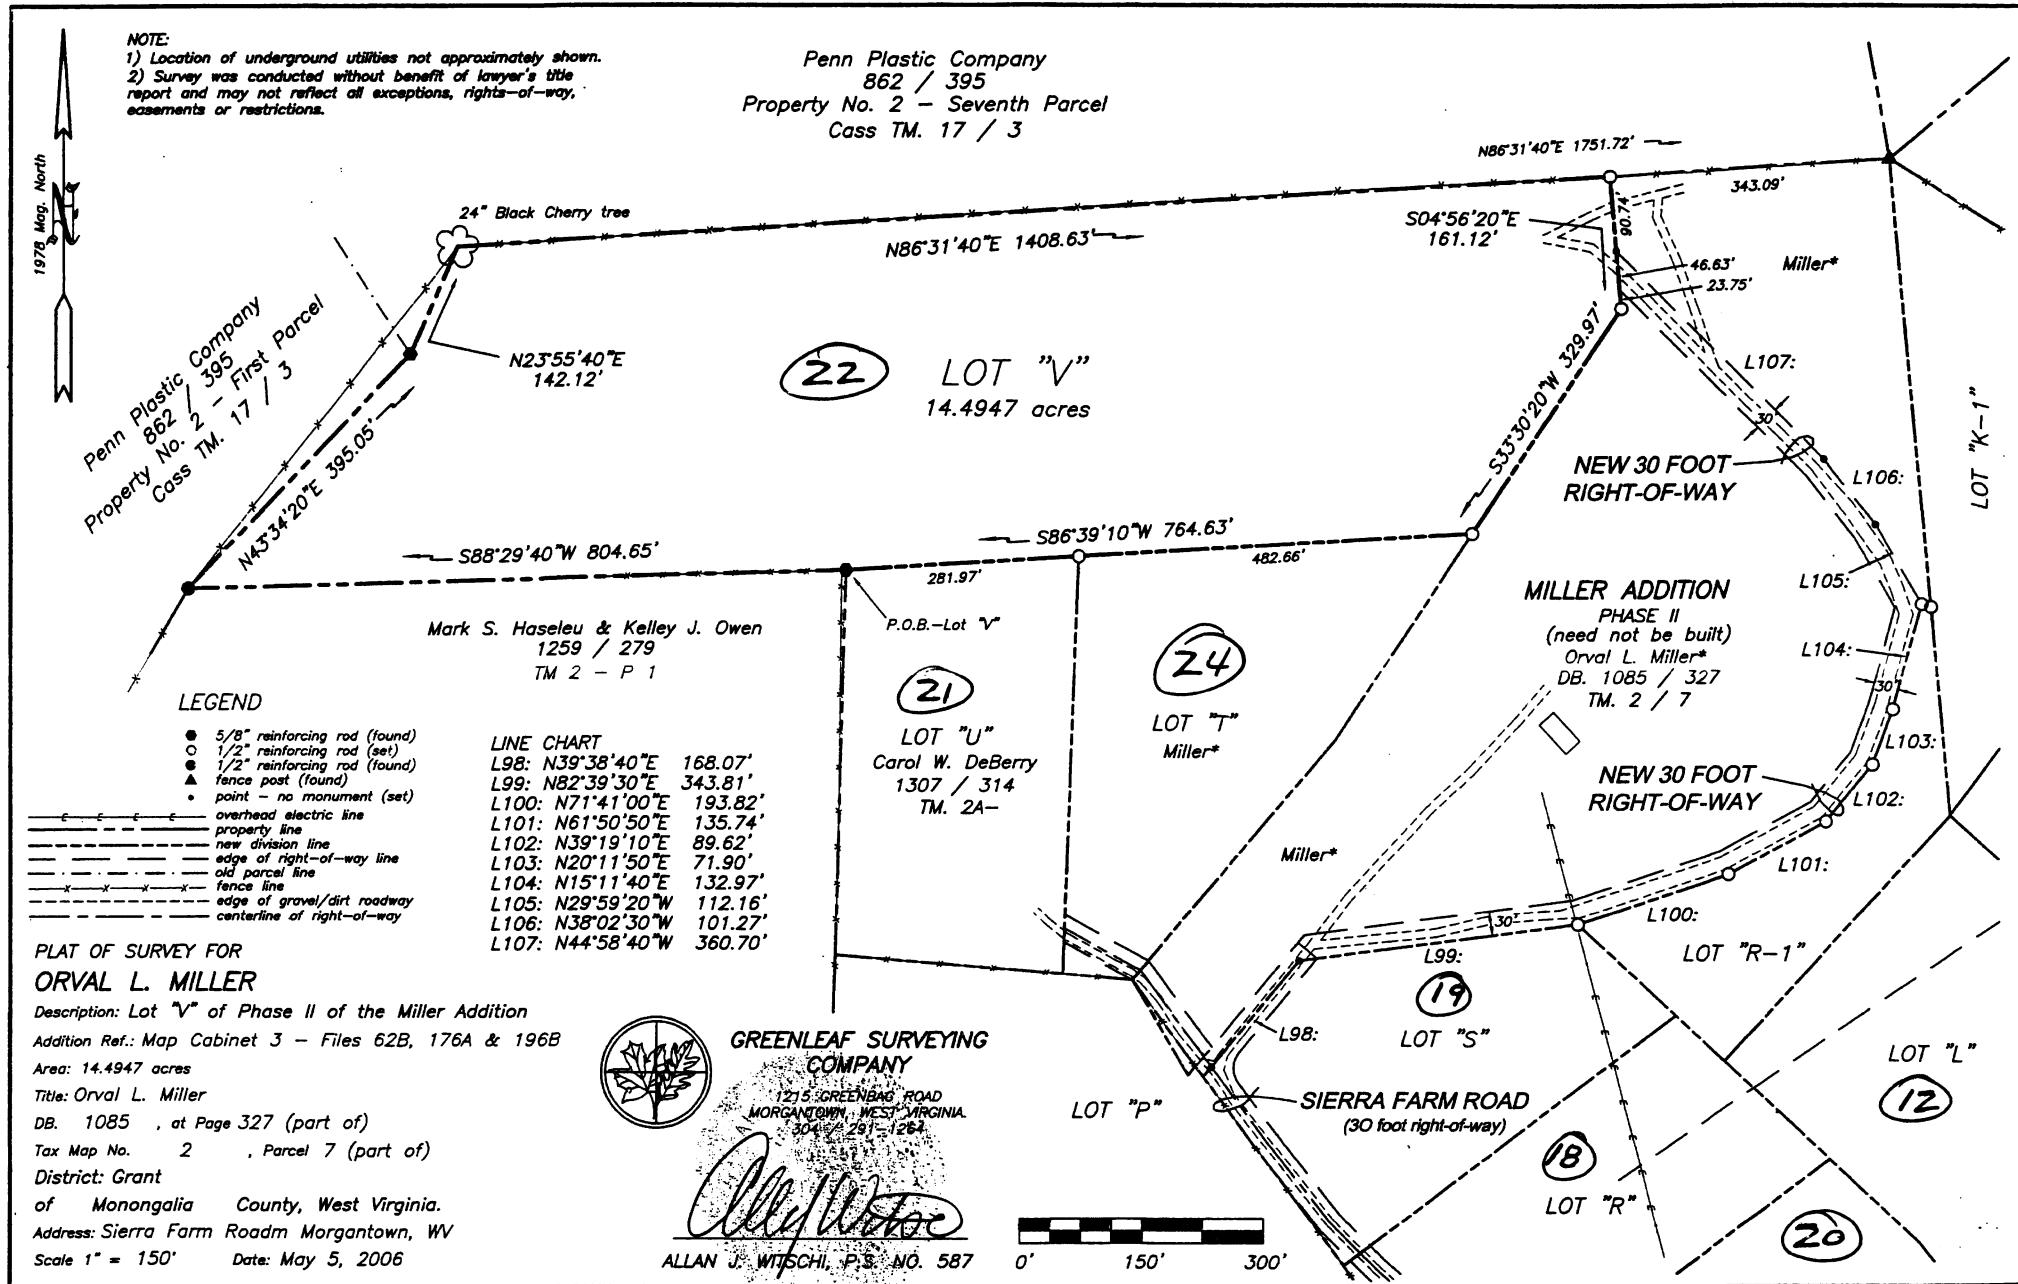 NOTE:
1) Location of underground utilities not approximately shown.
2) Survey was conducted without benefit of lawyer's title
report and may not reflect all exceptions, rights-of-way,
easements or restrictions.
1978 Mag. North
N
Penn Plastic Company
862 / 395
Property No. 2 - Seventh Parcel
Cass TM. 17 / 3
N86°31'40"E 1751.72'
343.09'
24" Black Cherry tree
N86°31'40"E 1408.63'
S04°56'20"E
161.12'
90.74
46.63'
23.75'
Miller*
Penn Plastic Company
862 / 395
Property No. 2 - First Parcel
Cass TM. 17 / 3
N23°55'40"E
142.12'
N43°34'20"E 395.05'
22
LOT "V"
14.4947 acres
S33°30'20"W 329.97'
L107:
30'
NEW 30 FOOT
RIGHT-OF-WAY
L106:
LOT "K-1"
S88°29'40"W 804.65'
S86°39'10"W 764.63'
281.97'
482.66'
P.O.B.-Lot "V"
L105:
MILLER ADDITION
PHASE II
(need not be built)
Orval L. Miller*
DB. 1085 / 327
TM. 2 / 7
L104:
30'
Mark S. Haseleu & Kelley J. Owen
1259 / 279
TM 2 - P 1
21
LOT "U"
Carol W. DeBerry
1307 / 314
TM. 2A-
24
LOT "T"
Miller*
L103:
NEW 30 FOOT
RIGHT-OF-WAY
L102:
Miller*
L101:
L100:
30'
L99:
LOT "R-1"
LEGEND
5/8" reinforcing rod (found)
1/2" reinforcing rod (set)
1/2" reinforcing rod (found)
fence post (found)
point - no monument (set)
E E E E overhead electric line
property line
new division line
edge of right-of-way line
old parcel line
x x x x fence line
edge of gravel/dirt roadway
centerline of right-of-way
LINE CHART
L98: N39°38'40"E 168.07'
L99: N82°39'30"E 343.81'
L100: N71°41'00"E 193.82'
L101: N61°50'50"E 135.74'
L102: N39°19'10"E 89.62'
L103: N20°11'50"E 71.90'
L104: N15°11'40"E 132.97'
L105: N29°59'20"W 112.16'
L106: N38°02'30"W 101.27'
L107: N44°58'40"W 360.70'
PLAT OF SURVEY FOR
ORVAL L. MILLER
Description: Lot "V" of Phase II of the Miller Addition
Addition Ref.: Map Cabinet 3 - Files 62B, 176A & 196B
Area: 14.4947 acres
Title: Orval L. Miller
DB. 1085 , at Page 327 (part of)
Tax Map No. 2 , Parcel 7 (part of)
District: Grant
of Monongalia County, West Virginia.
Address: Sierra Farm Roadm Morgantown, WV
Scale 1" = 150' Date: May 5, 2006
GREENLEAF SURVEYING
COMPANY
1215 GREENBAG ROAD
MORGANTOWN, WEST VIRGINIA.
304 / 291-1264
ALLAN J. WITSCHI, P.S. NO. 587
L98:
19
LOT "S"
LOT "P"
SIERRA FARM ROAD
(30 foot right-of-way)
18
LOT "R"
LOT "L"
12
20
0' 150' 300'